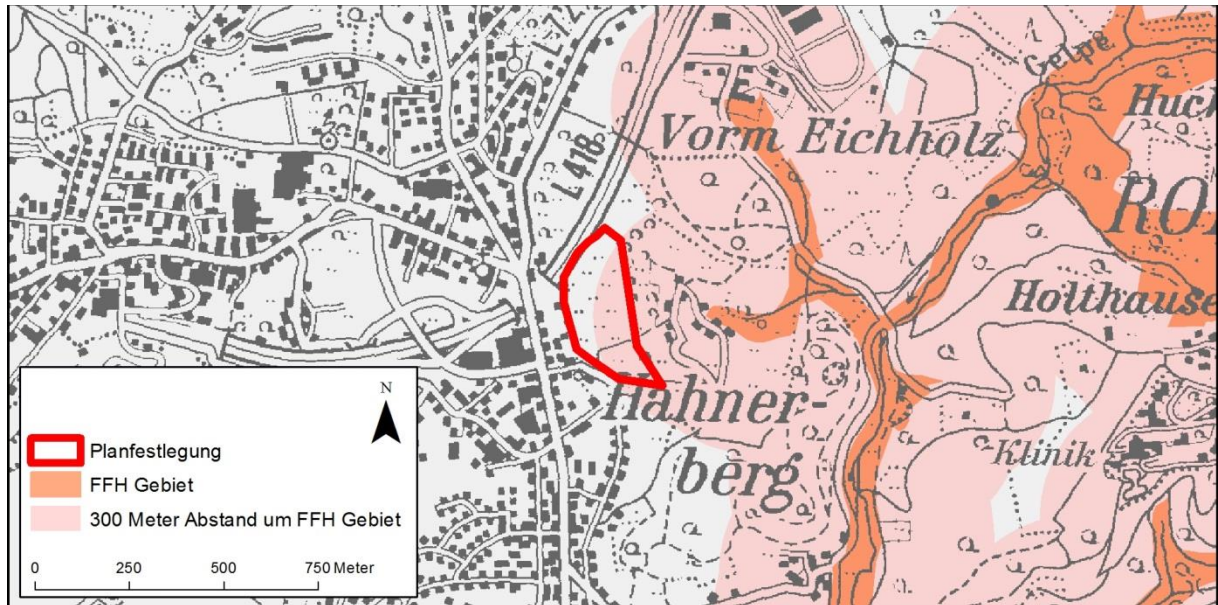 Gelpe
Huc
Vorm Eichholz
L418
RO
Holthause
Hahner-
berg
Klinik
N
Planfestlegung
FFH Gebiet
300 Meter Abstand um FFH Gebiet
0 250 500 750 Meter